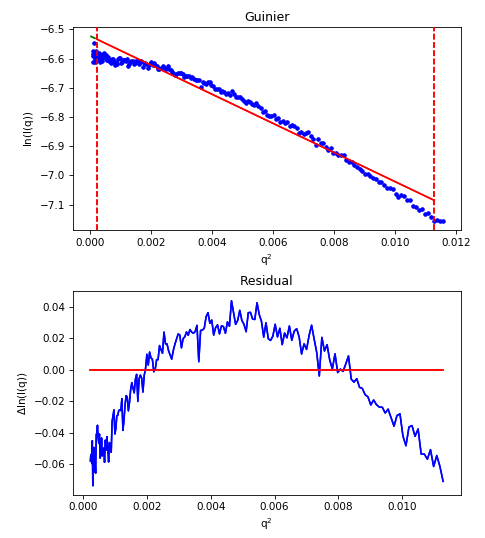 Guinier
ln(I(q))
−6.5
−6.6
−6.7
−6.8
−6.9
−7.0
−7.1
0.000 0.002 0.004 0.006 0.008 0.010 0.012
q²
Residual
Δln(I(q))
0.04
0.02
0.00
−0.02
−0.04
−0.06
0.000 0.002 0.004 0.006 0.008 0.010
q²